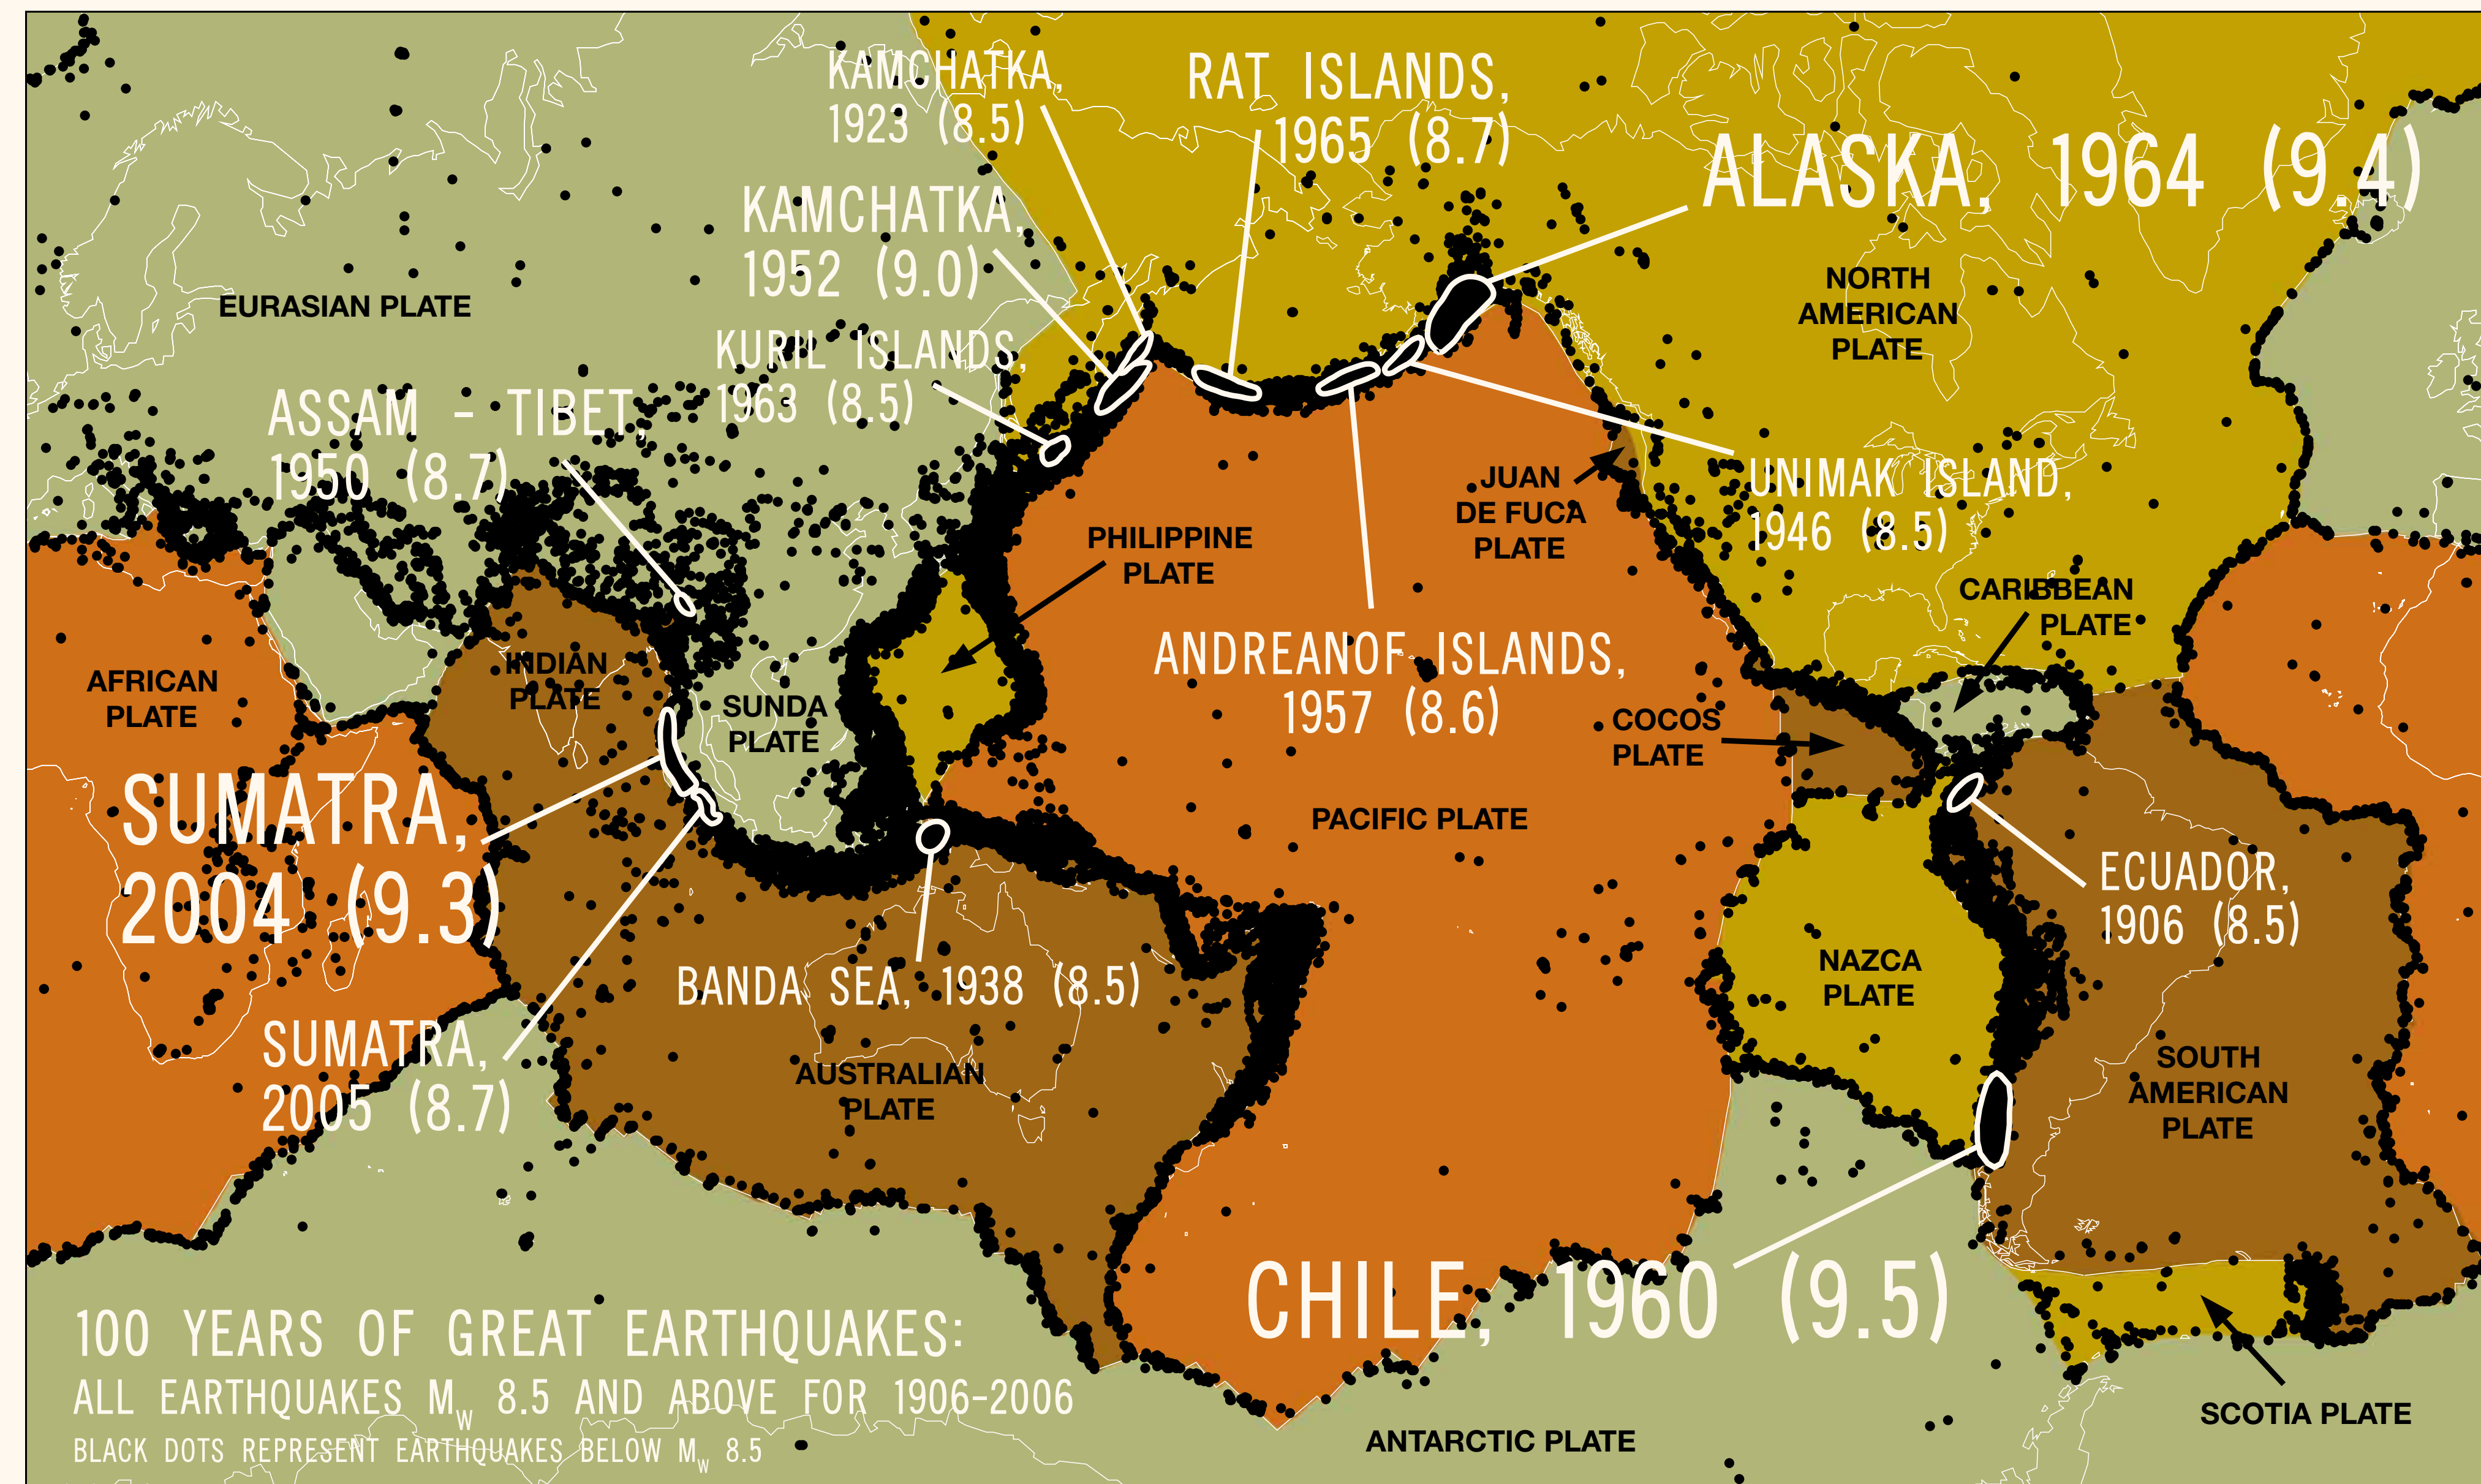 KAMCHATKA,
1923 (8.5)
RAT ISLANDS,
1965 (8.7)
ALASKA, 1964 (9.4)
KAMCHATKA,
1952 (9.0)
NORTH
AMERICAN
PLATE
EURASIAN PLATE
KURIL ISLANDS,
1963 (8.5)
ASSAM - TIBET,
1950 (8.7)
JUAN
DE FUCA
PLATE
UNIMAK ISLAND,
1946 (8.5)
PHILIPPINE
PLATE
CARIBBEAN
PLATE
ANDREANOF ISLANDS,
1957 (8.6)
AFRICAN
PLATE
INDIAN
PLATE
SUNDA
PLATE
COCOS
PLATE
SUMATRA,
2004 (9.3)
PACIFIC PLATE
ECUADOR,
1906 (8.5)
BANDA SEA, 1938 (8.5)
NAZCA
PLATE
SUMATRA,
2005 (8.7)
AUSTRALIAN
PLATE
SOUTH
AMERICAN
PLATE
CHILE, 1960 (9.5)
100 YEARS OF GREAT EARTHQUAKES:
ALL EARTHQUAKES MW 8.5 AND ABOVE FOR 1906-2006
BLACK DOTS REPRESENT EARTHQUAKES BELOW MW 8.5
SCOTIA PLATE
ANTARCTIC PLATE